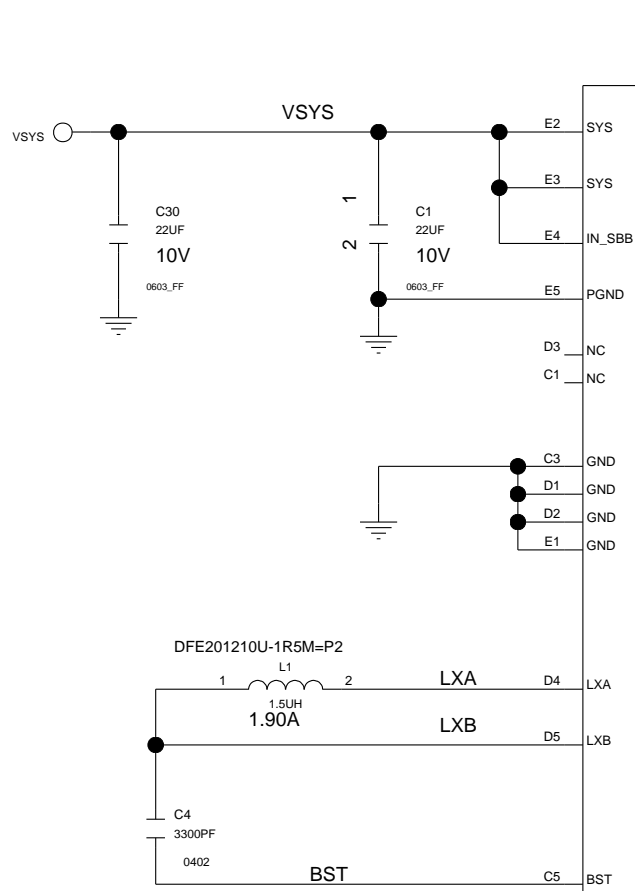 VSYS
VSYS
E2 SYS
E3 SYS
1
C30
22UF
10V
0603_FF
2
C1
22UF
10V
0603_FF
E4 IN_SBB
E5 PGND
D3 NC
C1 NC
C3 GND
D1 GND
D2 GND
E1 GND
DFE201210U-1R5M=P2
L1
1 2
1.5UH
1.90A
LXA D4 LXA
LXB D5 LXB
C4
3300PF
0402
BST C5 BST